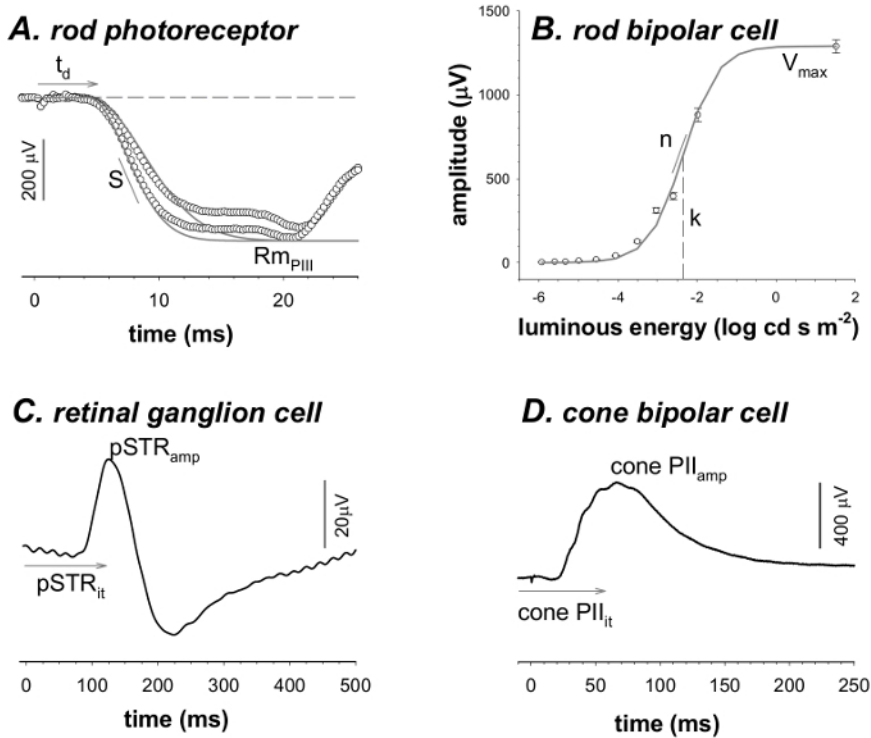 A. rod photoreceptor
t_d
200 μV
S
Rm_PIII
0 10 20
time (ms)
B. rod bipolar cell
1500
1000
500
0
amplitude (μV)
V_max
n
k
-6 -4 -2 0 2
luminous energy (log cd s m⁻²)
C. retinal ganglion cell
pSTR_amp
20μV
pSTR_it
0 100 200 300 400 500
time (ms)
D. cone bipolar cell
cone PII_amp
400 μV
cone PII_it
0 50 100 150 200 250
time (ms)